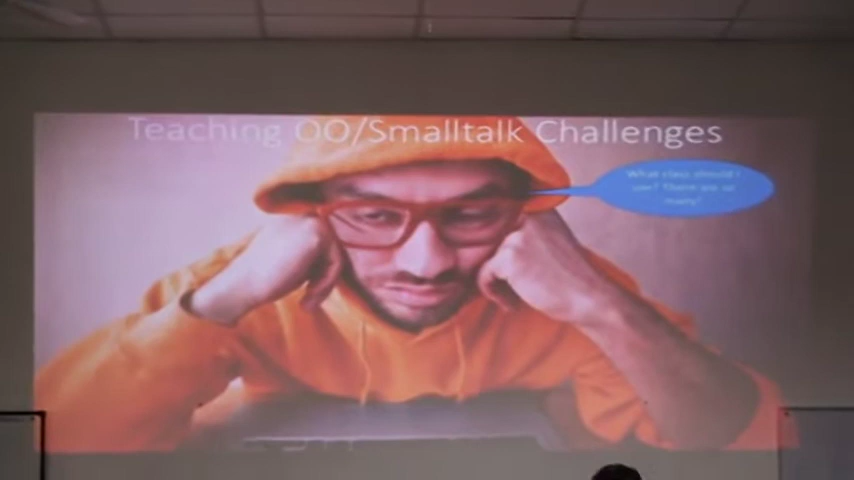 Teaching OO/Smalltalk Challenges
What class should I
use? There are so
many!